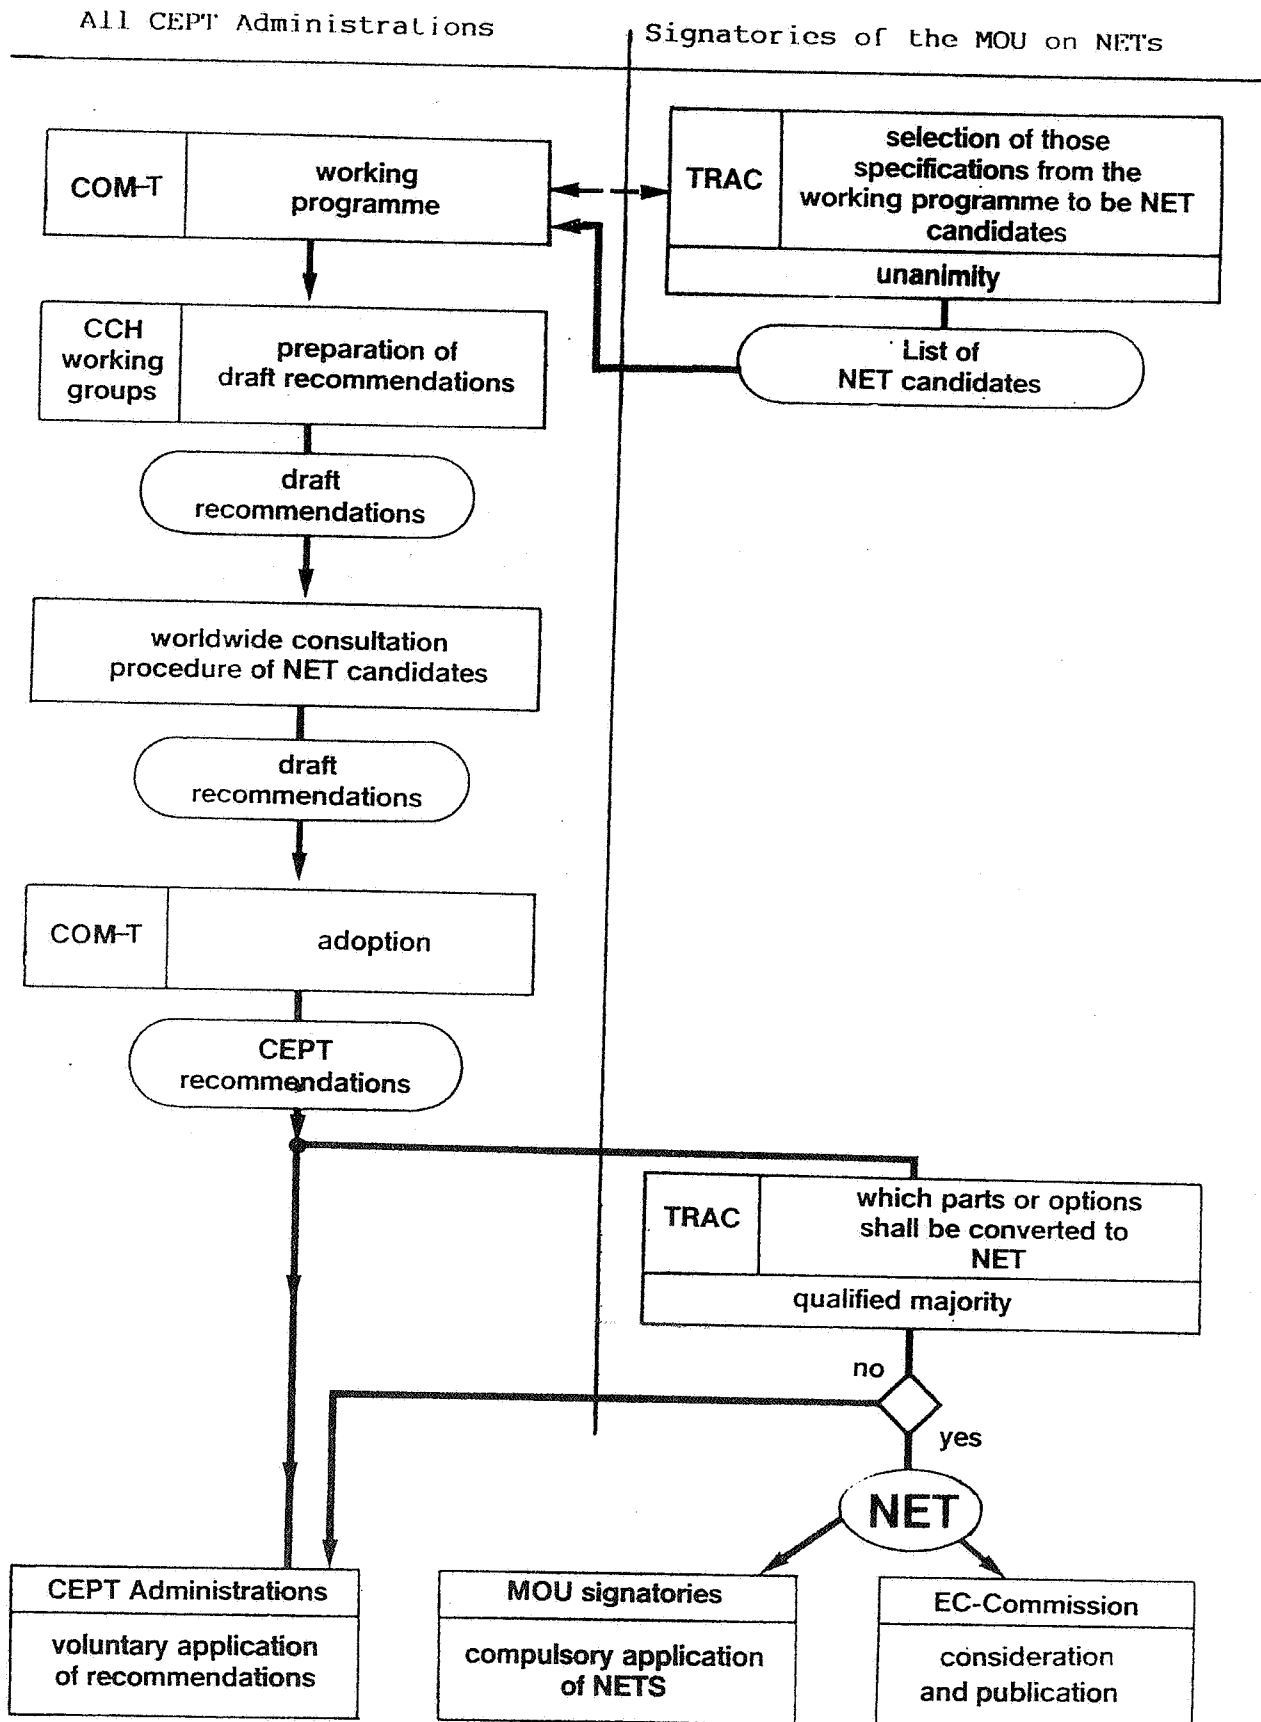 All CEPT Administrations
Signatories of the MOU on NETs
COM-T
working
programme
TRAC
selection of those
specifications from the
working programme to be NET
candidates
unanimity
List of
NET candidates
CCH
working
groups
preparation of
draft recommendations
draft
recommendations
worldwide consultation
procedure of NET candidates
draft
recommendations
COM-T
adoption
CEPT
recommendations
TRAC
which parts or options
shall be converted to
NET
qualified majority
no
yes
NET
CEPT Administrations
voluntary application
of recommendations
MOU signatories
compulsory application
of NETS
EC-Commission
consideration
and publication